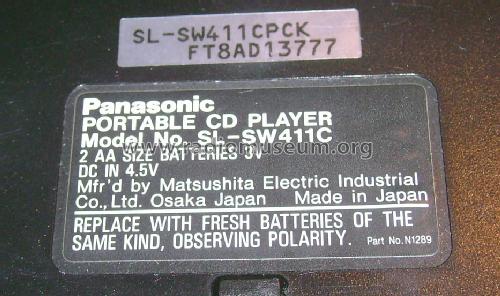 SL-SW411CPCK
FT8AD13777
Panasonic
PORTABLE CD PLAYER
Model No. SL-SW411C
www.radiomuseum.org
2 AA SIZE BATTERIES 3V
DC IN 4.5V
Mfr'd by Matsushita Electric Industrial
Co.,Ltd. Osaka Japan Made in Japan
REPLACE WITH FRESH BATTERIES OF THE
SAME KIND, OBSERVING POLARITY. Part No. N1289